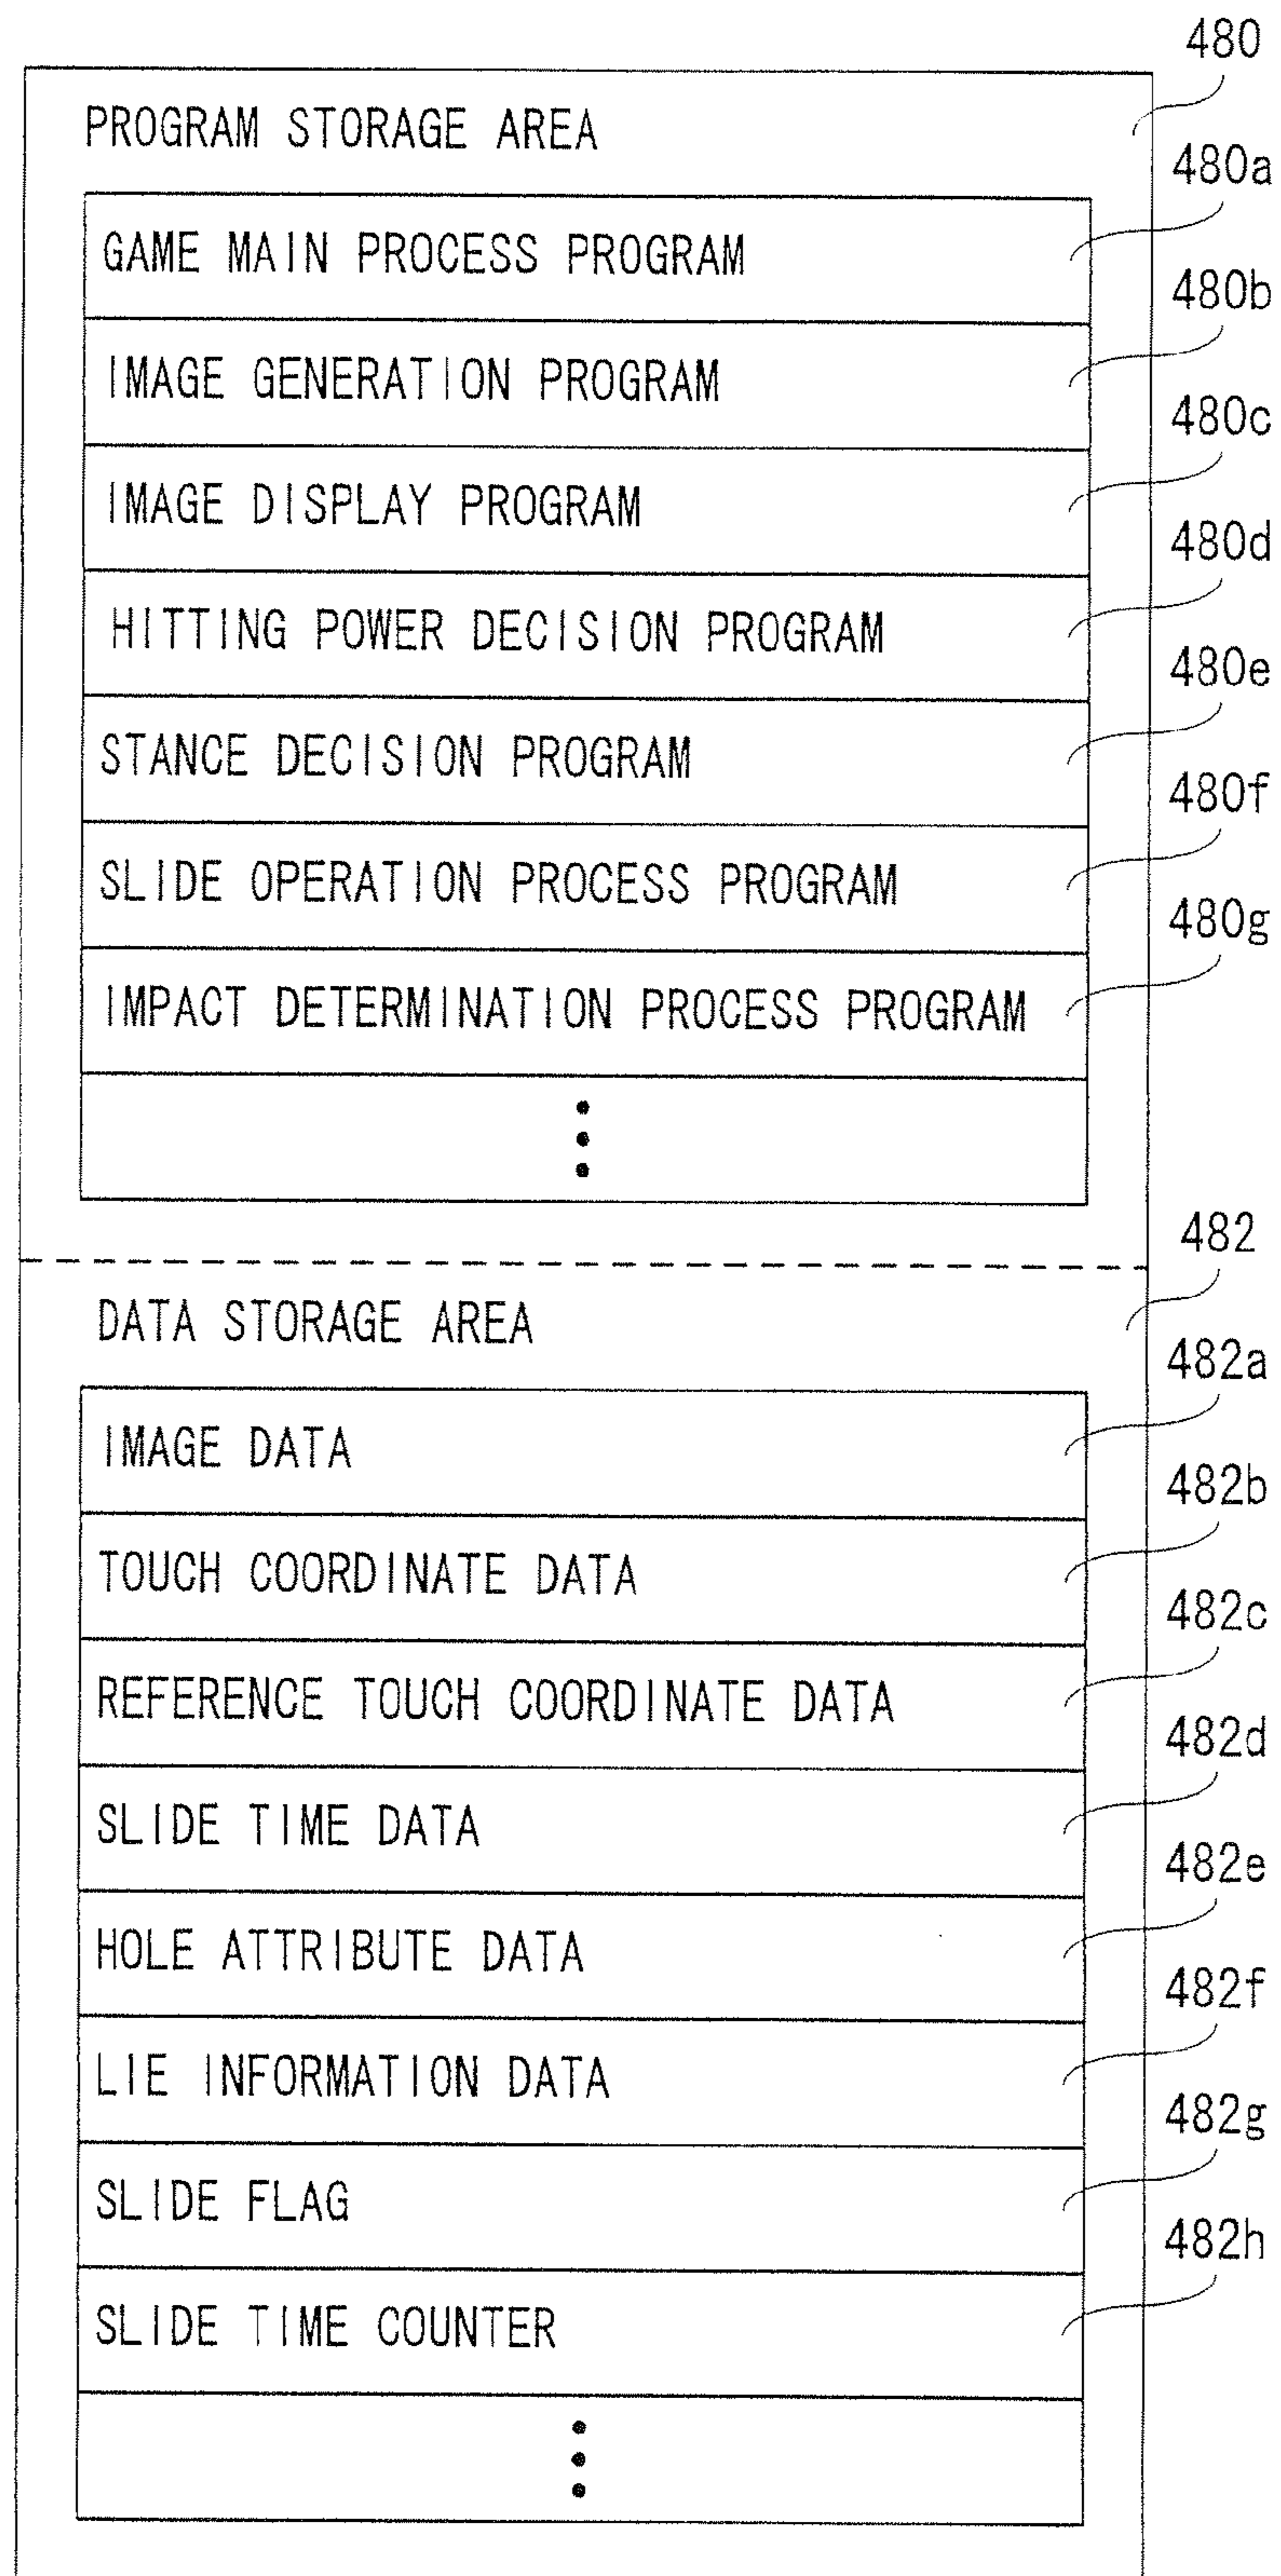 480
PROGRAM STORAGE AREA
480a
GAME MAIN PROCESS PROGRAM
480b
IMAGE GENERATION PROGRAM
480c
IMAGE DISPLAY PROGRAM
480d
HITTING POWER DECISION PROGRAM
480e
STANCE DECISION PROGRAM
480f
SLIDE OPERATION PROCESS PROGRAM
480g
IMPACT DETERMINATION PROCESS PROGRAM
482
DATA STORAGE AREA
482a
IMAGE DATA
482b
TOUCH COORDINATE DATA
482c
REFERENCE TOUCH COORDINATE DATA
482d
SLIDE TIME DATA
482e
HOLE ATTRIBUTE DATA
482f
LIE INFORMATION DATA
482g
SLIDE FLAG
482h
SLIDE TIME COUNTER